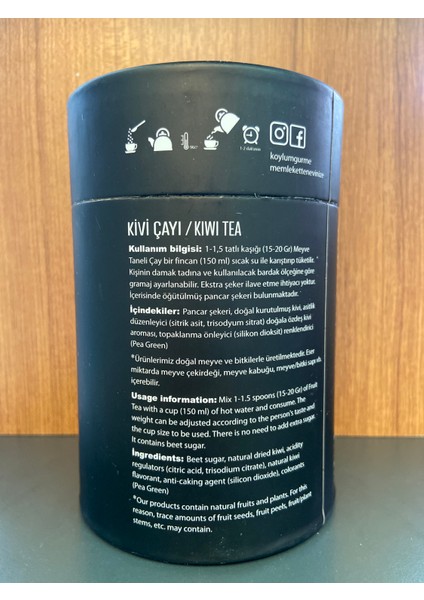 koylumgurme
memlekettenevinize
KİVİ ÇAYI / KIWI TEA
Kullanım bilgisi: 1-1,5 tatlı kaşığı (15-20 Gr) Meyve
Taneli Çay bir fincan (150 ml) sıcak su ile karıştırıp tüketilir.
Kişinin damak tadına ve kullanılacak bardak ölçeğine göre
gramaj ayarlanabilir. Ekstra şeker ilave etme ihtiyacı yoktur.
İçerisinde öğütülmüş pancar şekeri bulunmaktadır.
İçindekiler: Pancar şekeri, doğal kurutulmuş kivi, asitlik
düzenleyici (sitrik asit, trisodyum sitrat) doğala özdeş kivi
aroması, topaklanma önleyici (silikon dioksit) renklendirici
(Pea Green)
*Ürünlerimiz doğal meyve ve bitkilerle üretilmektedir. Eser
miktarda meyve çekirdeği, meyve kabuğu, meyve/bitki sapı vb.
içerebilir.
Usage information: Mix 1-1.5 spoons (15-20 Gr) of Fruit
Tea with a cup (150 ml) of hot water and consume. The
weight can be adjusted according to the person's taste and
the cup size to be used. There is no need to add extra sugar.
It contains beet sugar.
Ingredients: Beet sugar, natural dried kiwi, acidity
regulators (citric acid, trisodium citrate), natural kiwi
flavorant, anti-caking agent (silicon dioxide), colorants
(Pea Green)
*Our products contain natural fruits and plants. For this
reason, trace amounts of fruit seeds, fruit peels, fruit/plant
stems, etc. may contain.